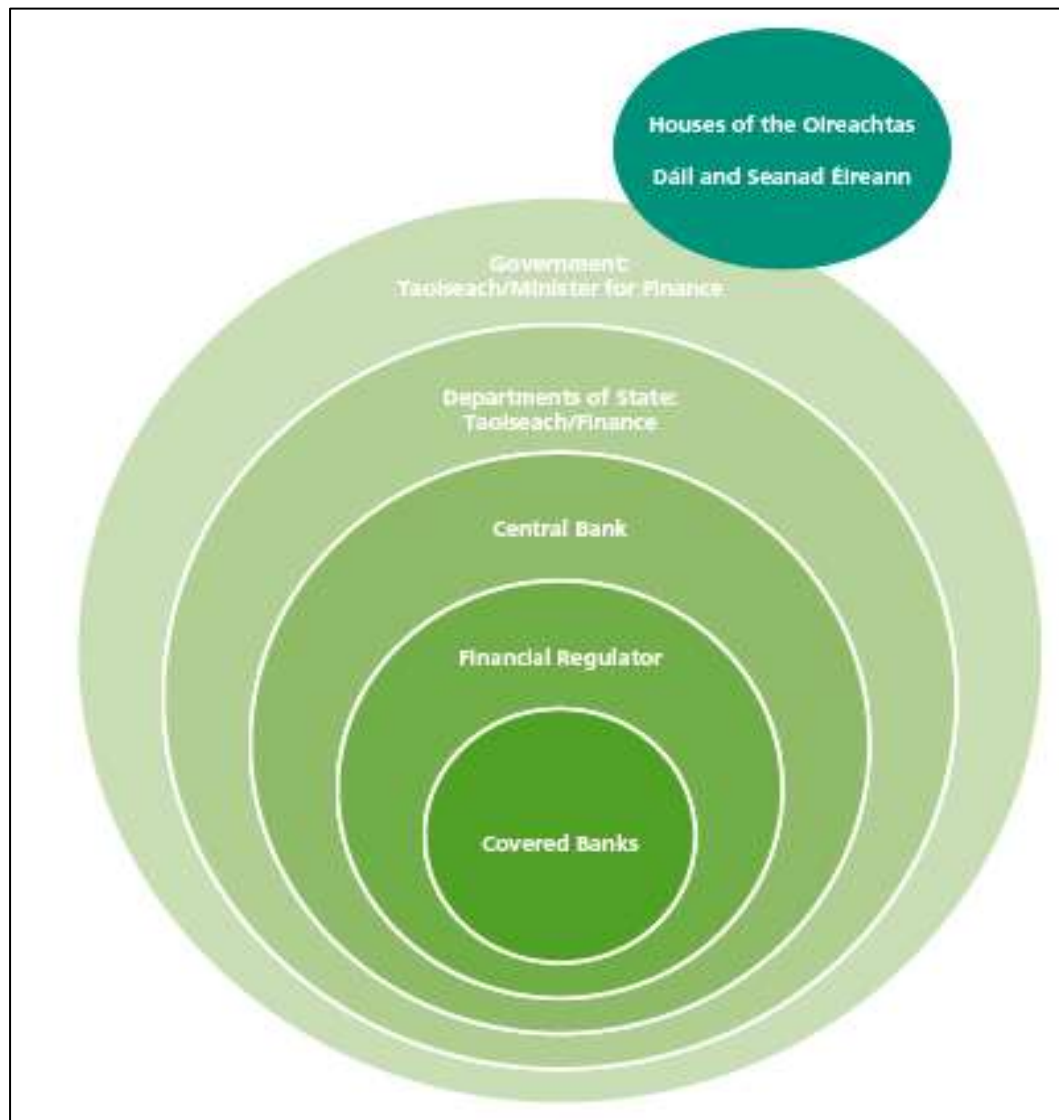 Houses of the Oireachtas
Dáil and Seanad Éireann
Government:
Taoiseach/Minister for Finance
Departments of State:
Taoiseach/Finance
Central Bank
Financial Regulator
Covered Banks